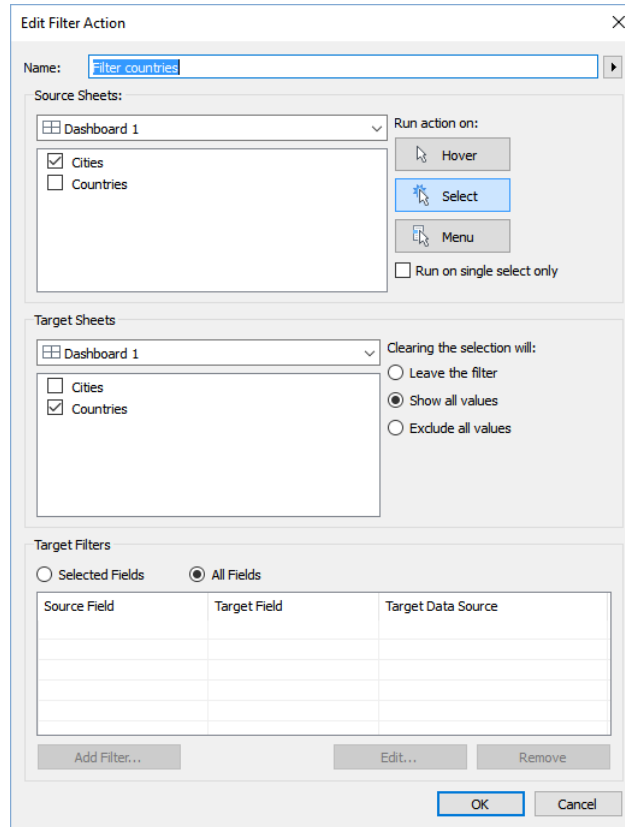 Edit Filter Action
Name: Filter countries
Source Sheets:
Dashboard 1
Cities
Countries
Run action on:
Hover
Select
Menu
Run on single select only
Target Sheets
Dashboard 1
Cities
Countries
Clearing the selection will:
Leave the filter
Show all values
Exclude all values
Target Filters
Selected Fields All Fields
Source Field Target Field Target Data Source
Add Filter... Edit... Remove
OK Cancel